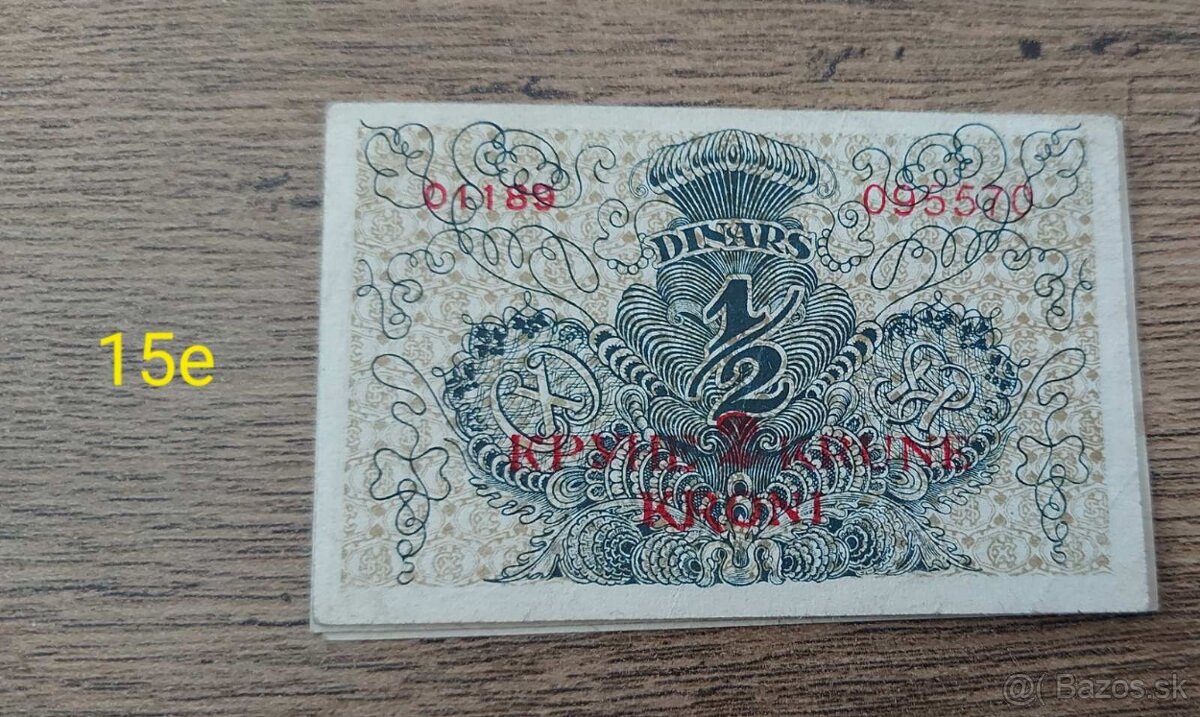 01189 095570
DINARS
1/2
15e
КРУНЕ 2 KRUNE
KRONI
@( Bazos.sk